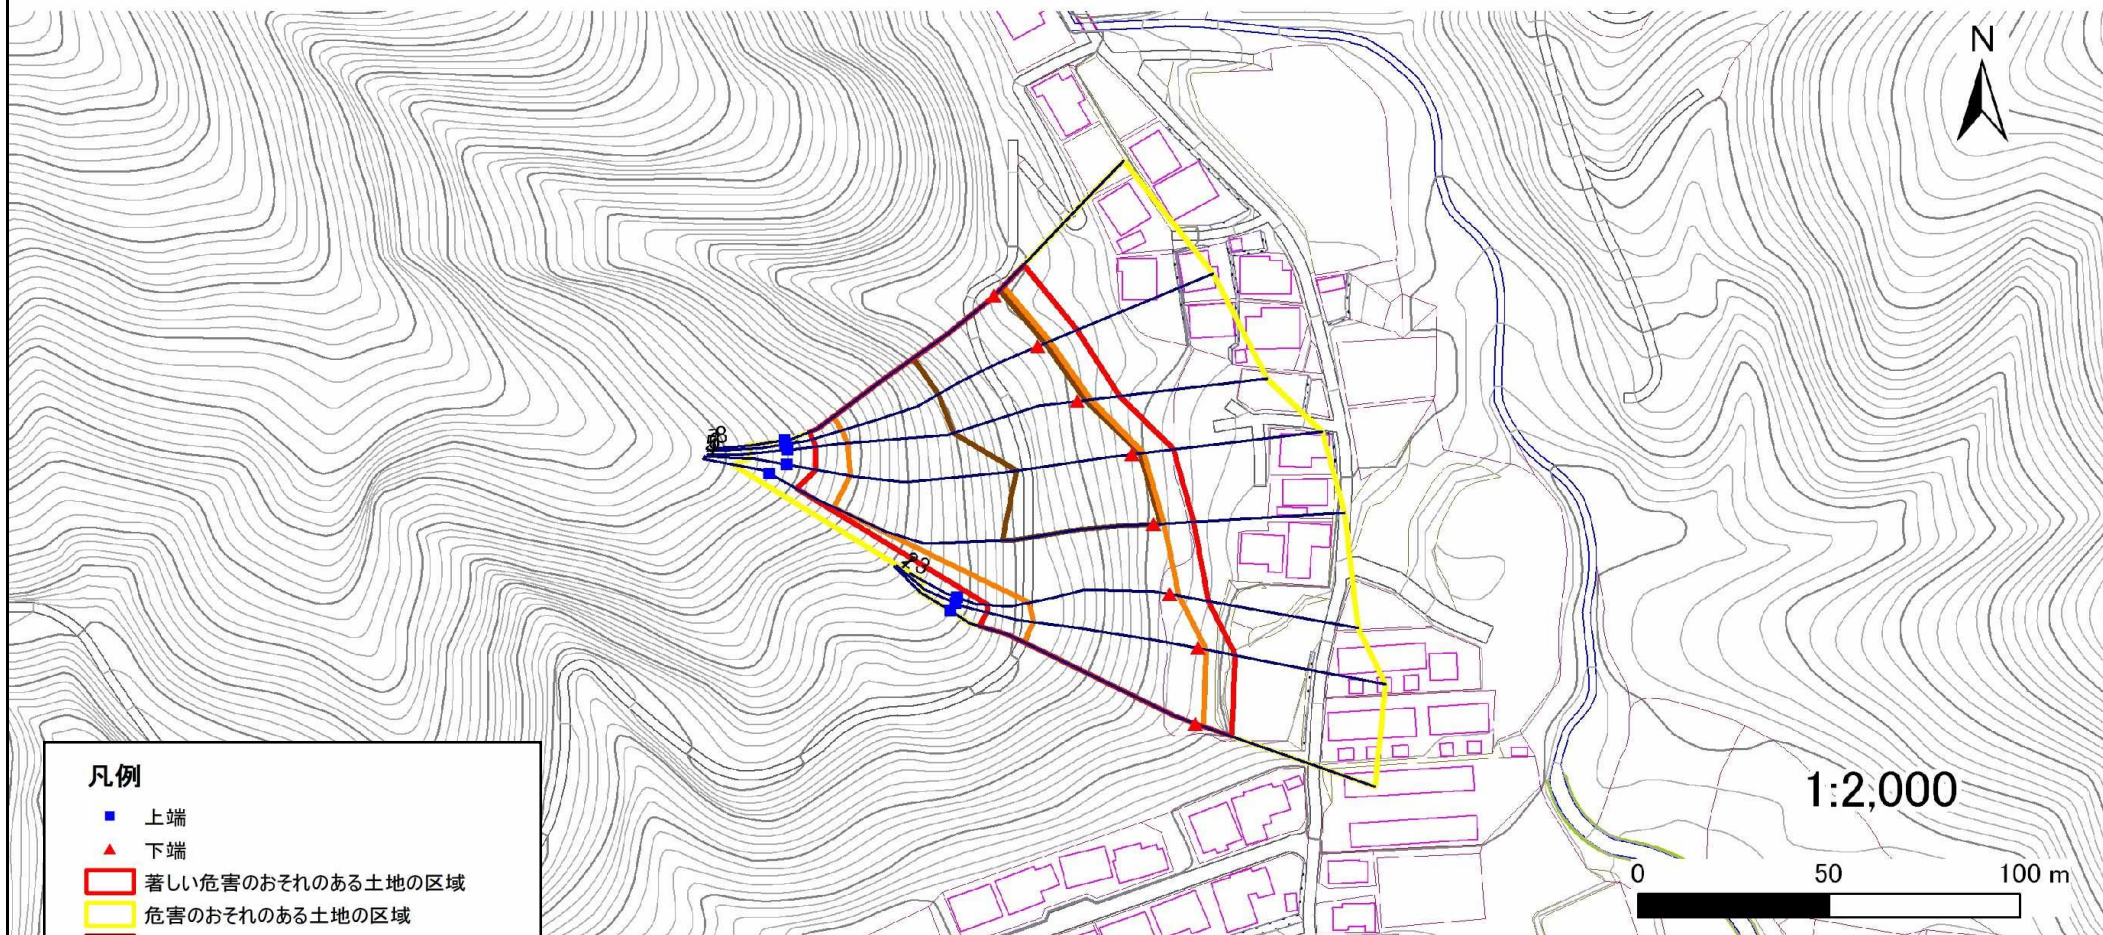 N
23
1:2,000
0 50 100 m
凡例
上端
下端
著しい危害のおそれのある土地の区域
危害のおそれのある土地の区域